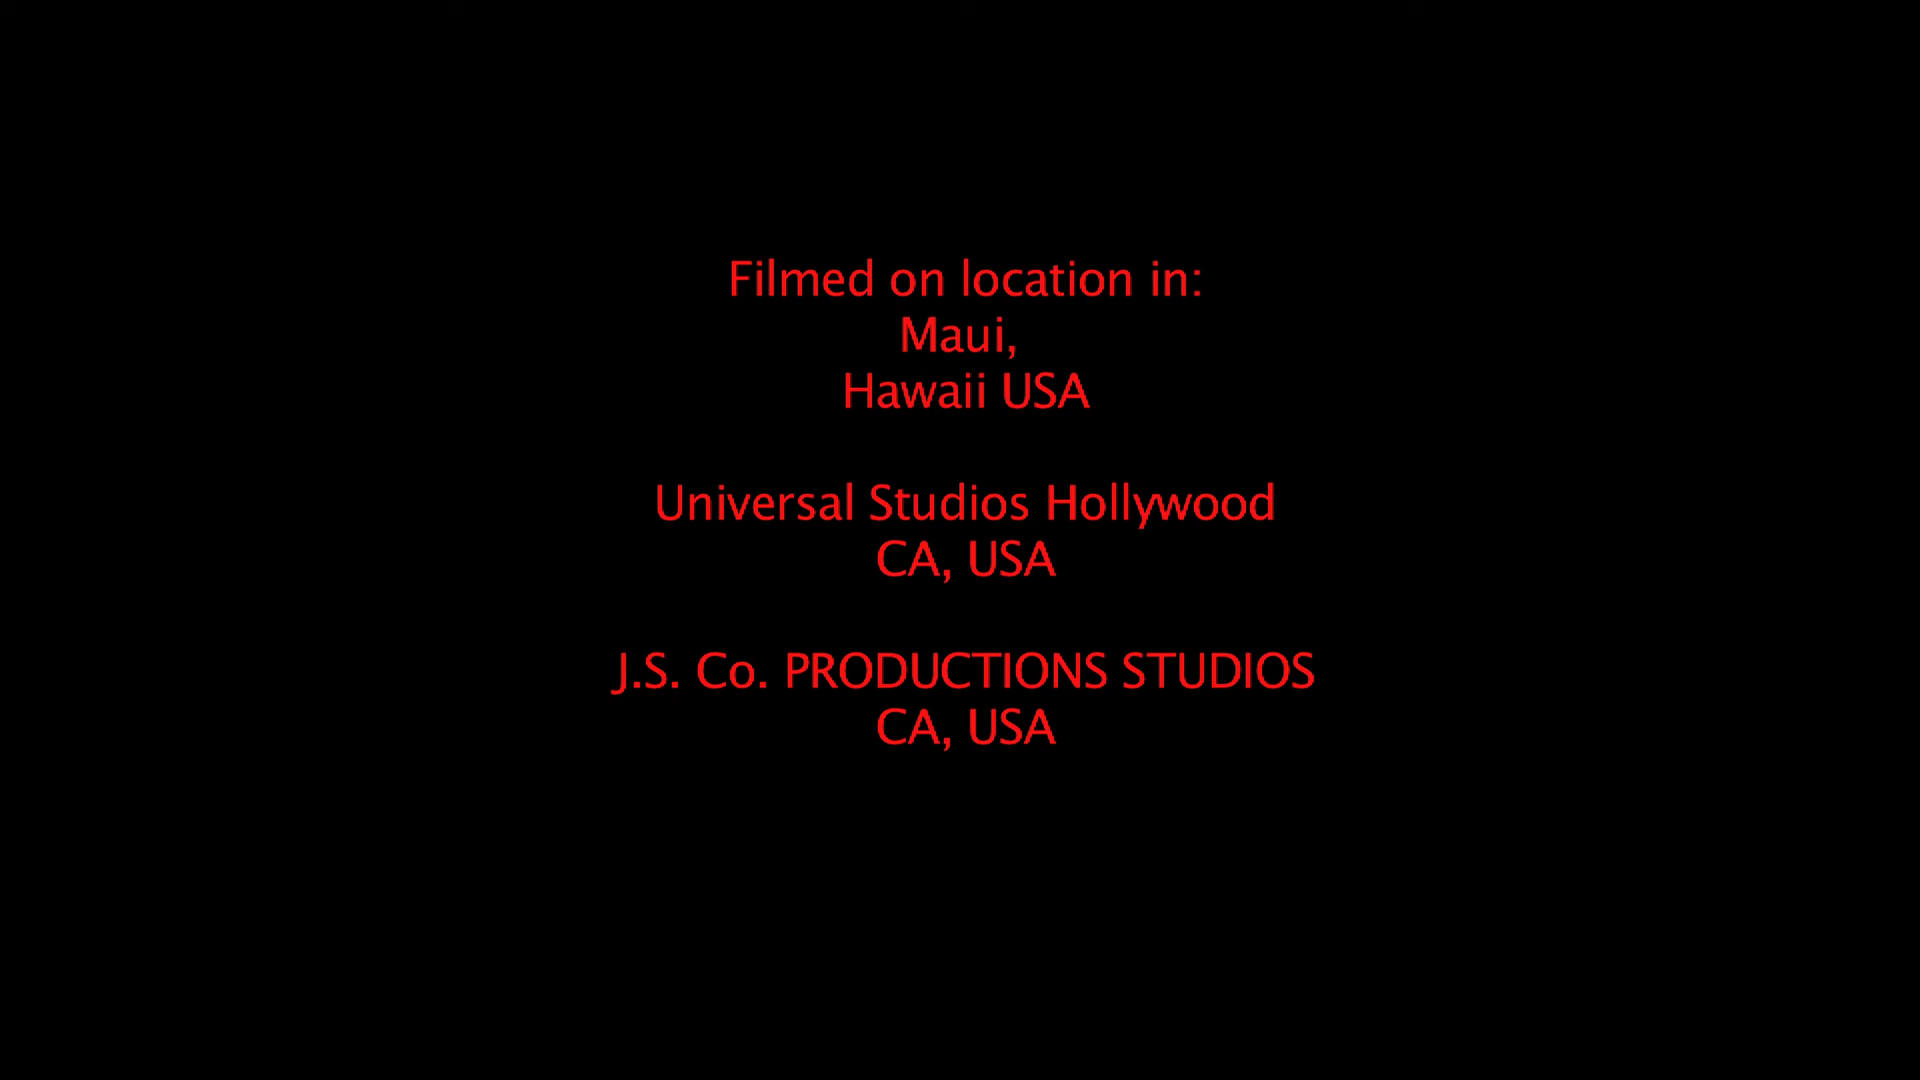 Filmed on location in:
Maui,
Hawaii USA
Universal Studios Hollywood
CA, USA
J.S. Co. PRODUCTIONS STUDIOS
CA, USA